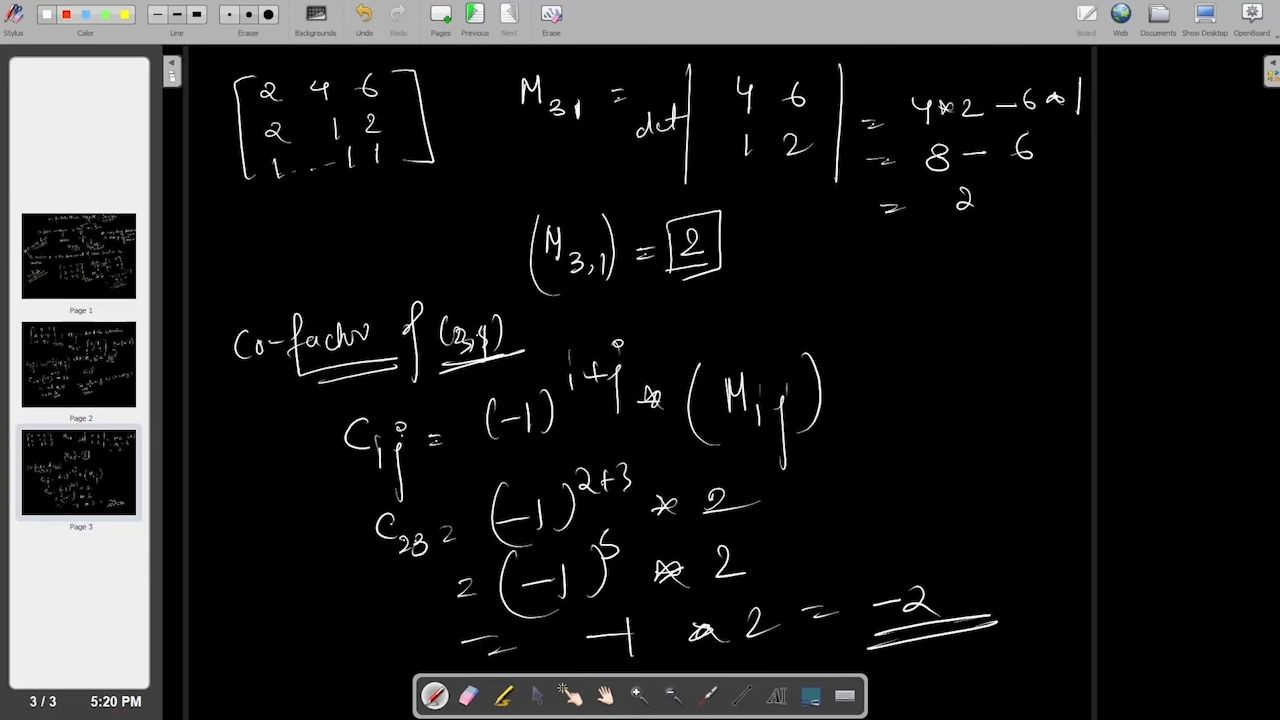 Stylus Color Line Eraser Backgrounds Undo Redo Pages Previous Next Erase Board Web Documents Show Desktop OpenBoard
2 4 6
2 1 2
1 -1 1
M3,1 = det | 4 6 | = 4*2 - 6*1
| 1 2 | = 8 - 6
= 2
(M3,1) = 2
Co-factor of
Cij = (-1)^i+j * (Mij)
C23 = (-1)^2+3 * 2
= (-1)^5 * 2
= -1 * 2 = -2
Page 1
Page 2
Page 3
3 / 3 5:20 PM